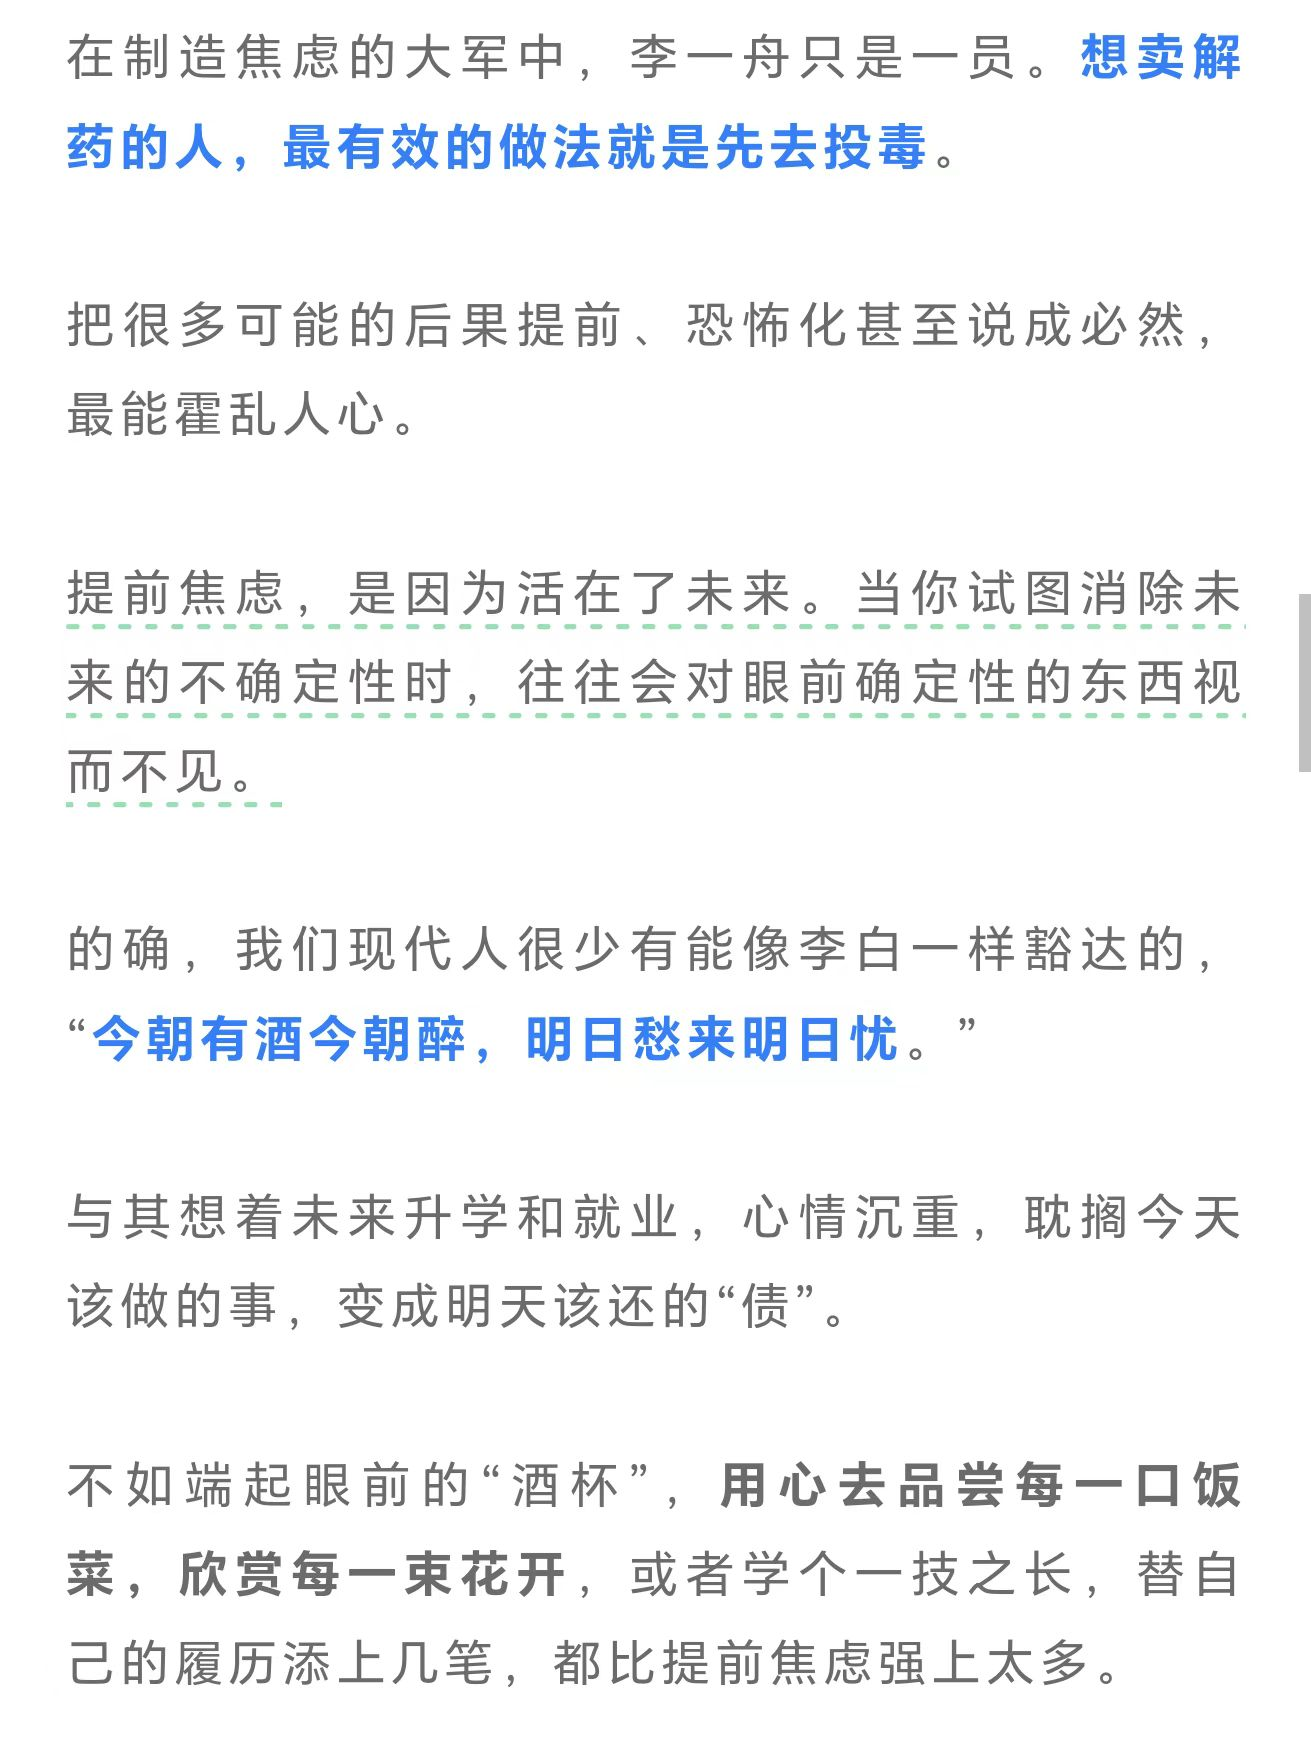 在制造焦虑的大军中，李一舟只是一员。想卖解
药的人，最有效的做法就是先去投毒。
把很多可能的后果提前、恐怖化甚至说成必然，
最能霍乱人心。
提前焦虑，是因为活在了未来。当你试图消除未
来的不确定性时，往往会对眼前确定性的东西视
而不见。
的确，我们现代人很少有能像李白一样豁达的，
“今朝有酒今朝醉，明日愁来明日忧。”
与其想着未来升学和就业，心情沉重，耽搁今天
该做的事，变成明天该还的“债”。
不如端起眼前的“酒杯”，用心去品尝每一口饭
菜，欣赏每一束花开，或者学个一技之长，替自
己的履历添上几笔，都比提前焦虑强上太多。